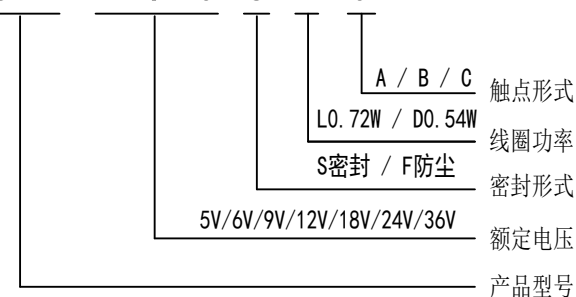 A / B / C 触点形式
L0.72W / D0.54W 线圈功率
S密封 / F防尘 密封形式
5V/6V/9V/12V/18V/24V/36V 额定电压
产品型号